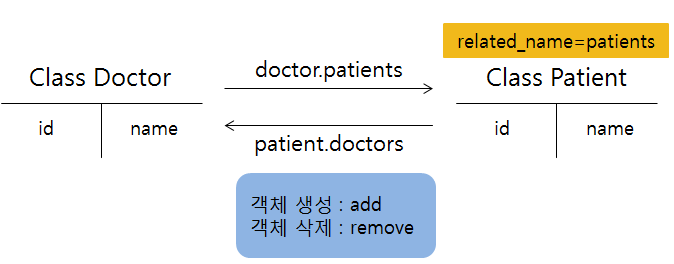 related_name=patients
Class Doctor
doctor.patients
Class Patient
id
name
patient.doctors
id
name
객체 생성 : add
객체 삭제 : remove